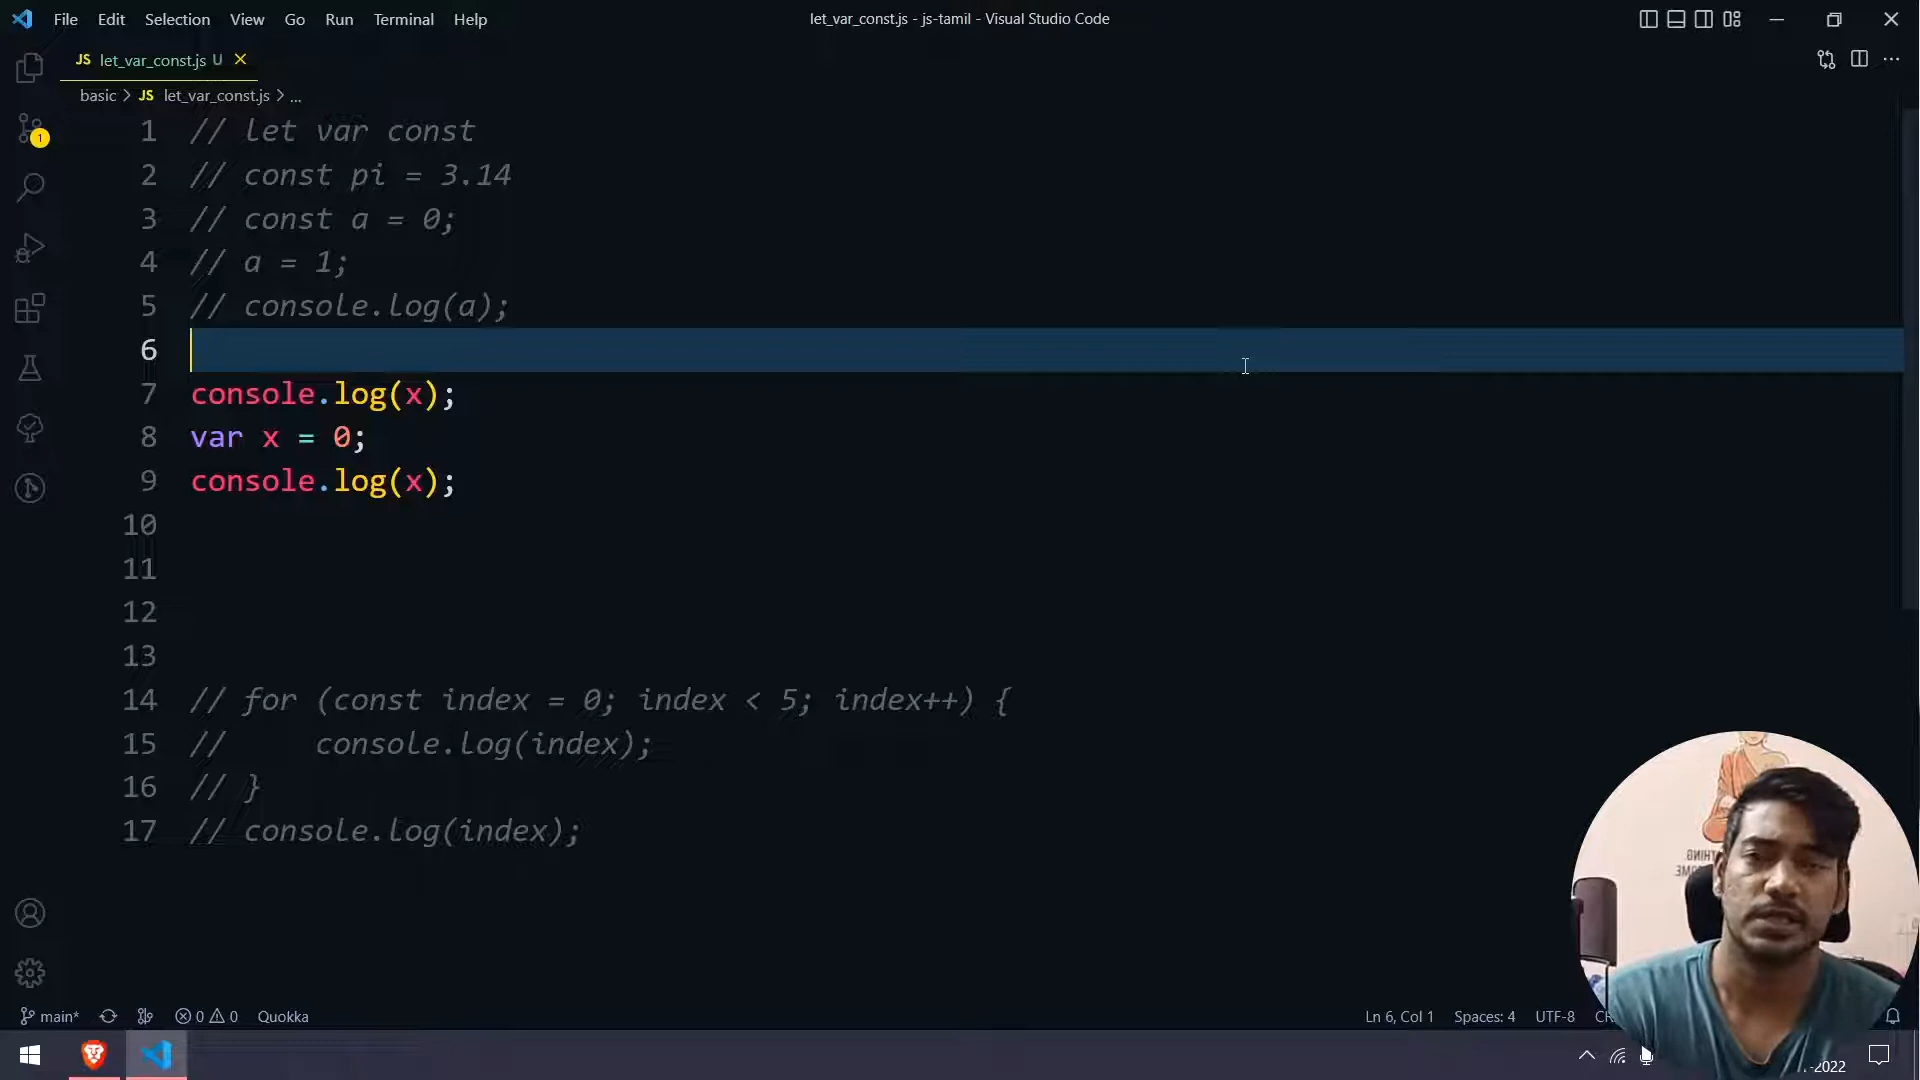 File Edit Selection View Go Run Terminal Help
let_var_const.js - js-tamil - Visual Studio Code
JS let_var_const.js U
basic > JS let_var_const.js > ...
1 // let var const
2 // const pi = 3.14
3 // const a = 0;
4 // a = 1;
5 // console.log(a);
6
7 console.log(x);
8 var x = 0;
9 console.log(x);
10
11
12
13
14 // for (const index = 0; index < 5; index++) {
15 //     console.log(index);
16 // }
17 // console.log(index);
1
main* 0 0 Quokka
Ln 6, Col 1 Spaces: 4 UTF-8
-2022